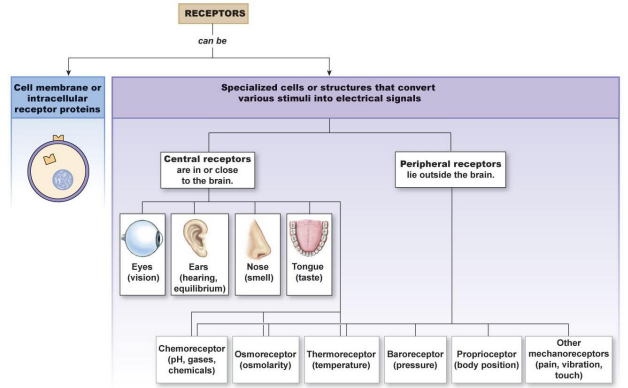 RECEPTORS
can be
Cell membrane or
intracellular
receptor proteins
Specialized cells or structures that convert
various stimuli into electrical signals
Central receptors
are in or close
to the brain.
Peripheral receptors
lie outside the brain.
Eyes
(vision)
Ears
(hearing,
equilibrium)
Nose
(smell)
Tongue
(taste)
Chemoreceptor
(pH, gases,
chemicals)
Osmoreceptor
(osmolarity)
Thermoreceptor
(temperature)
Baroreceptor
(pressure)
Proprioceptor
(body position)
Other
mechanoreceptors
(pain, vibration,
touch)